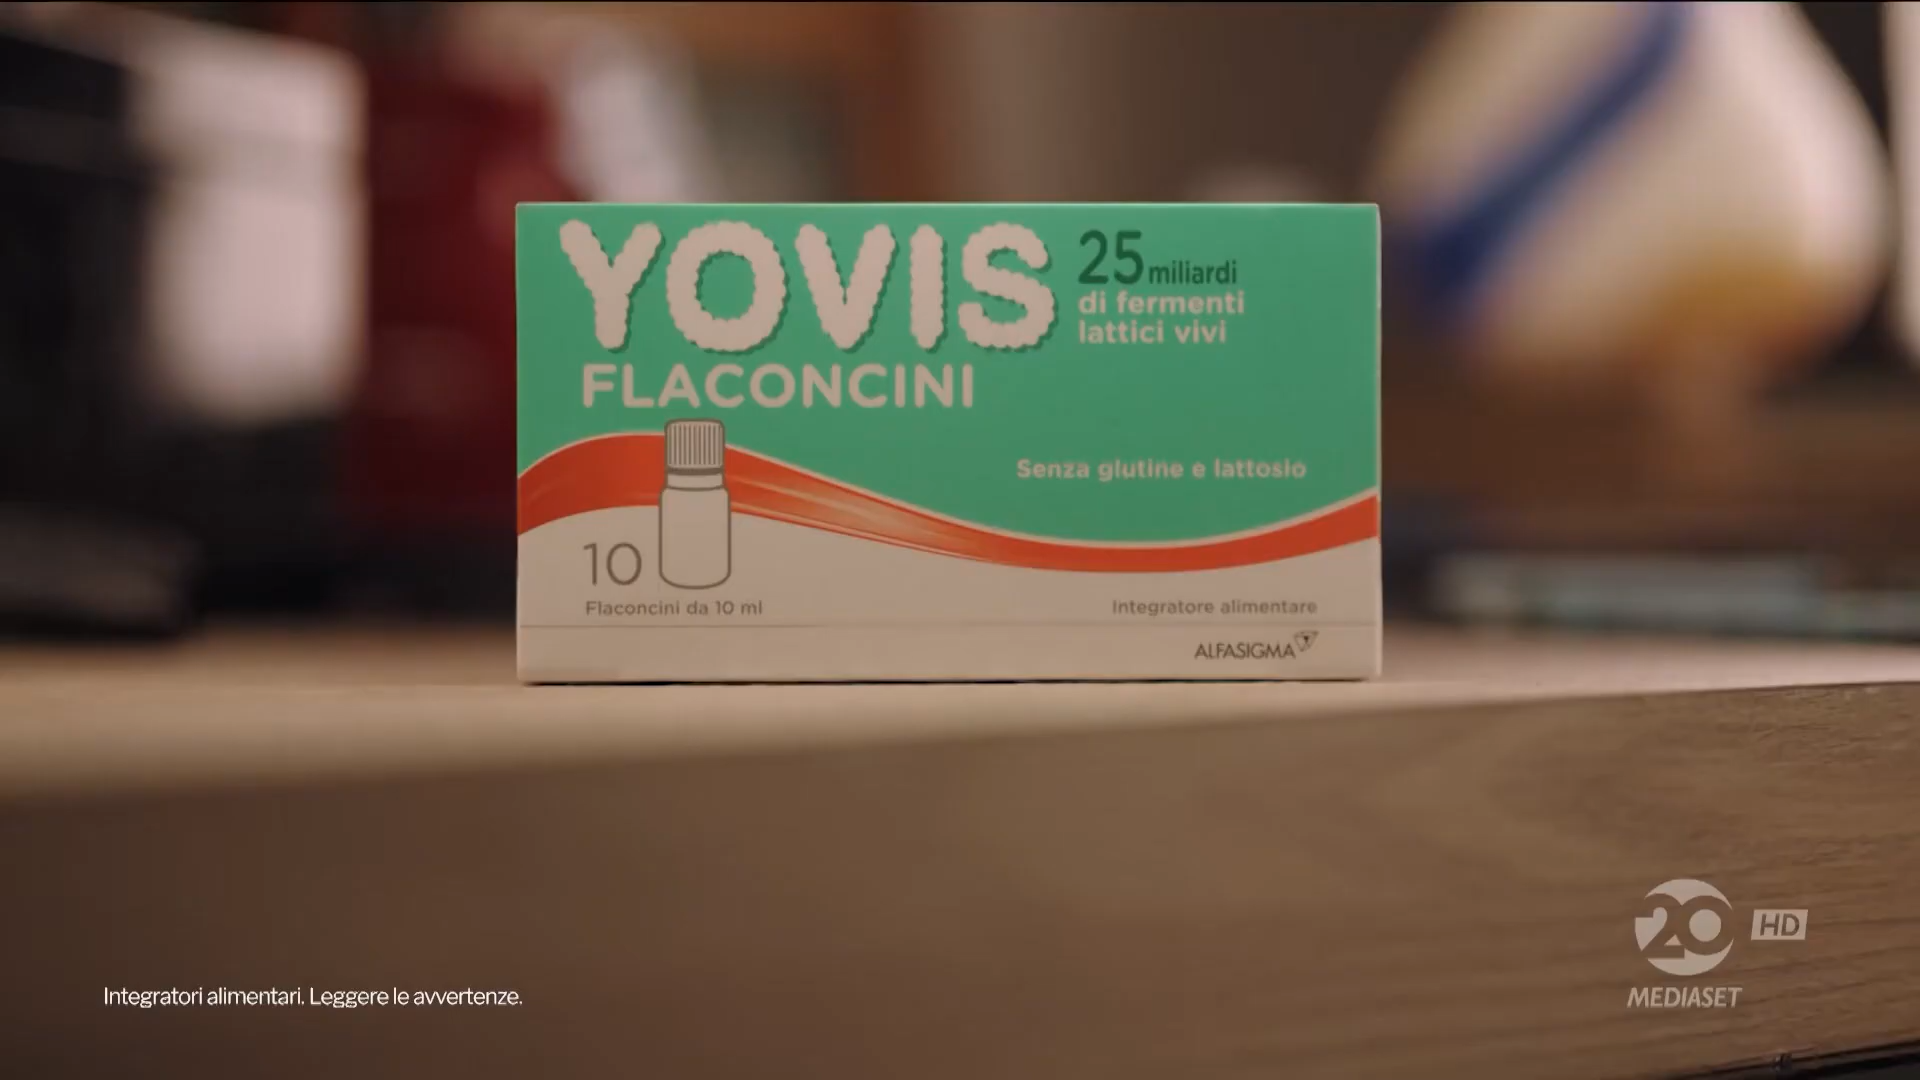 YOVIS
25 miliardi
di fermenti
lattici vivi
FLACONCINI
Senza glutine e lattosio
10
Flaconcini da 10 ml
Integratore alimentare
ALFASIGMA
20 HD
MEDIASET
Integratori alimentari. Leggere le avvertenze.